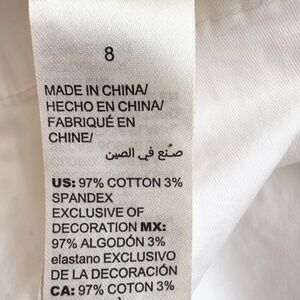 8
MADE IN CHINA/
HECHO EN CHINA/
FABRIQUÉ EN
CHINE/
صنع في الصين
US: 97% COTTON 3%
SPANDEX
EXCLUSIVE OF
DECORATION MX:
97% ALGODÓN 3%
elastano EXCLUSIVO
DE LA DECORACIÓN
CA: 97% COTON 3%